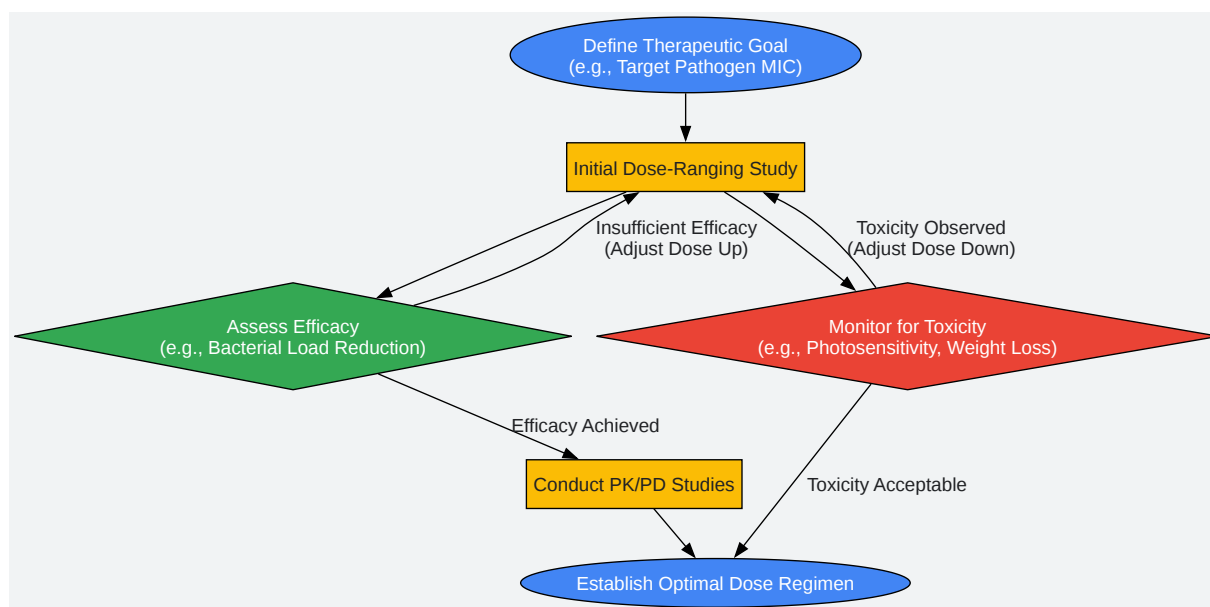 Define Therapeutic Goal
(e.g., Target Pathogen MIC)
Initial Dose-Ranging Study
Insufficient Efficacy
(Adjust Dose Up)
Toxicity Observed
(Adjust Dose Down)
Assess Efficacy
(e.g., Bacterial Load Reduction)
Monitor for Toxicity
(e.g., Photosensitivity, Weight Loss)
Efficacy Achieved
Conduct PK/PD Studies
Toxicity Acceptable
Establish Optimal Dose Regimen